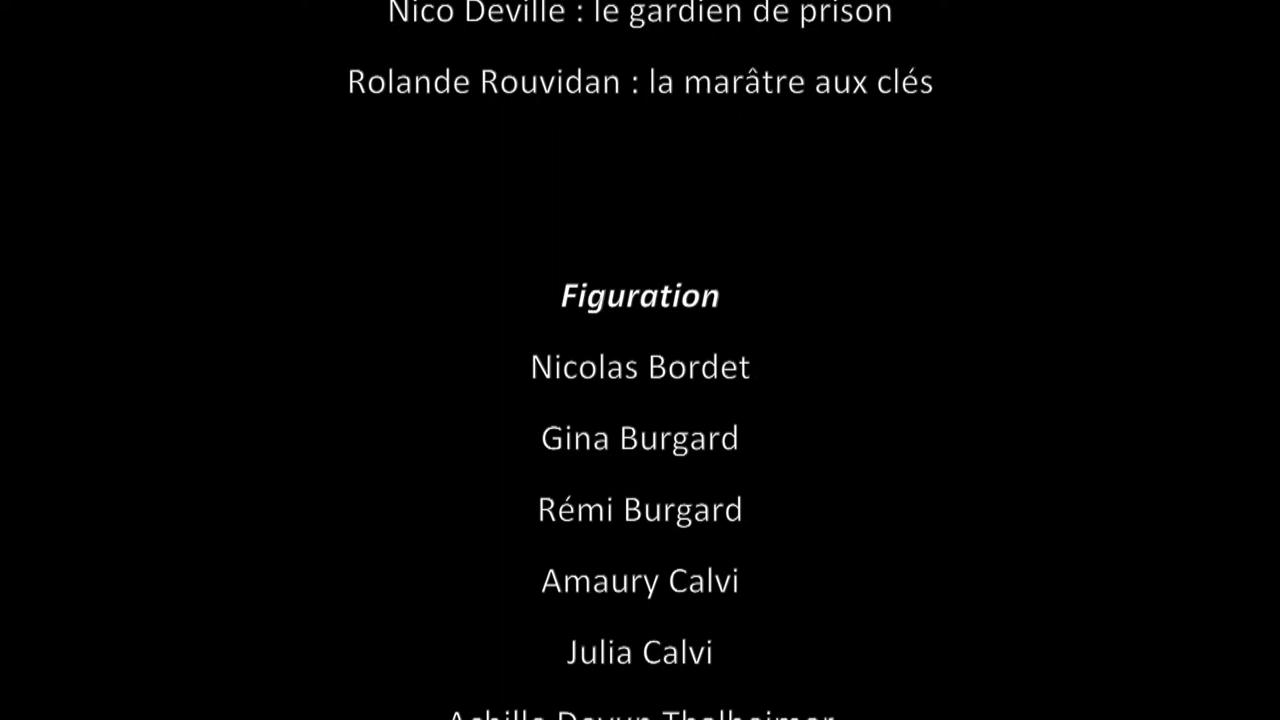 Nico Deville : le gardien de prison
Rolande Rouvidan : la marâtre aux clés
Figuration
Nicolas Bordet
Gina Burgard
Rémi Burgard
Amaury Calvi
Julia Calvi
Achille